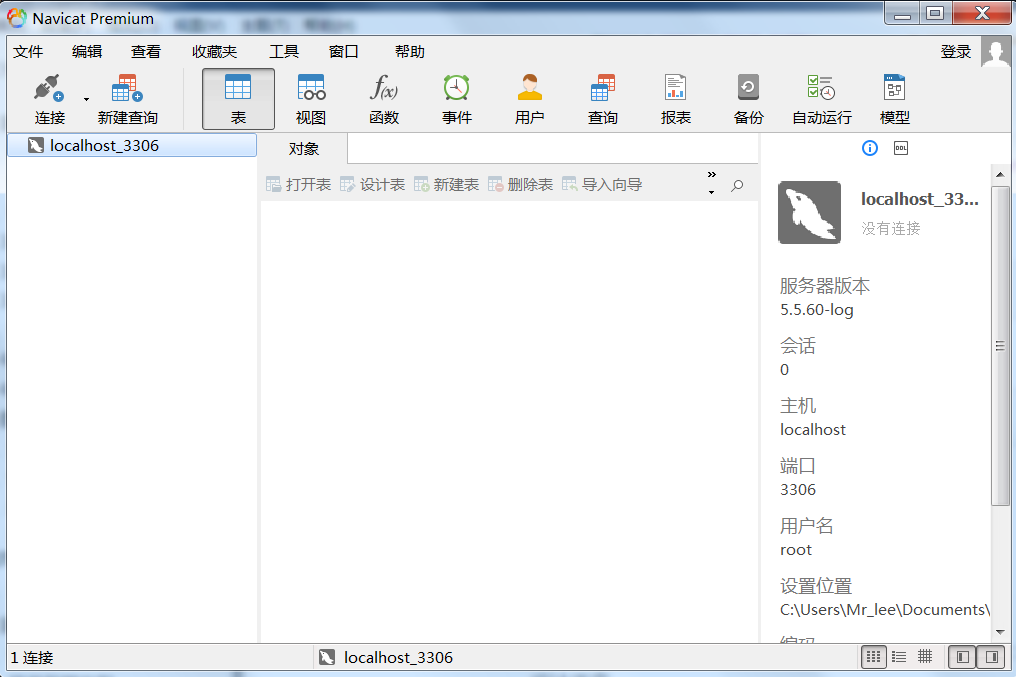 Navicat Premium
文件 编辑 查看 收藏夹 工具 窗口 帮助 登录
连接 新建查询 表 视图 函数 事件 用户 查询 报表 备份 自动运行 模型
localhost_3306
对象
打开表 设计表 新建表 删除表 导入向导
localhost_33...
没有连接
服务器版本
5.5.60-log
会话
0
主机
localhost
端口
3306
用户名
root
设置位置
C:\Users\Mr_lee\Documents\
编码
1 连接 localhost_3306